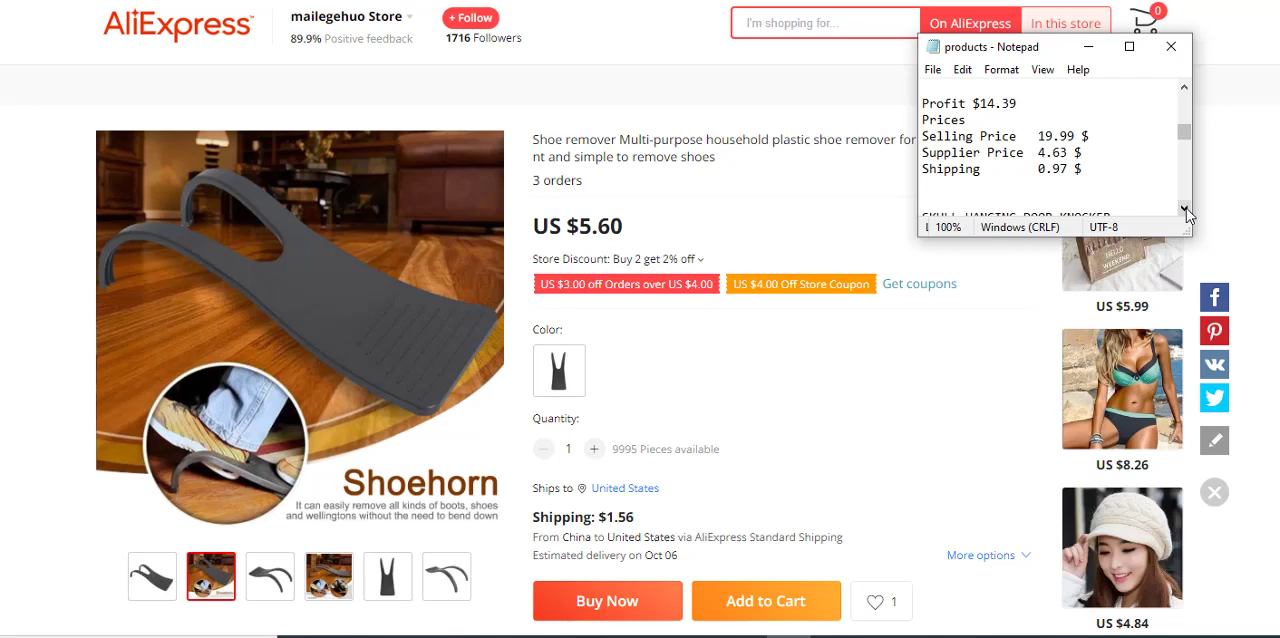 AliExpress
mailegehuo Store
89.9% Positive feedback
+ Follow
1716 Followers
I'm shopping for...
On AliExpress
In this store
0
products - Notepad
File Edit Format View Help
Profit $14.39
Prices
Selling Price 19.99 $
Supplier Price 4.63 $
Shipping 0.97 $
SKULL HANGING DOOR KNOCKER
100% Windows (CRLF) UTF-8
Shoe remover Multi-purpose household plastic shoe remover for
nt and simple to remove shoes
3 orders
US $5.60
Store Discount: Buy 2 get 2% off
US $3.00 off Orders over US $4.00
US $4.00 Off Store Coupon
Get coupons
Color:
Quantity:
1
9995 Pieces available
Ships to United States
Shipping: $1.56
From China to United States via AliExpress Standard Shipping
Estimated delivery on Oct 06
More options
Buy Now
Add to Cart
1
Shoehorn
It can easily remove all kinds of boots, shoes
and wellingtons without the need to bend down
HELLO
WEEKEND
US $5.99
US $8.26
US $4.84